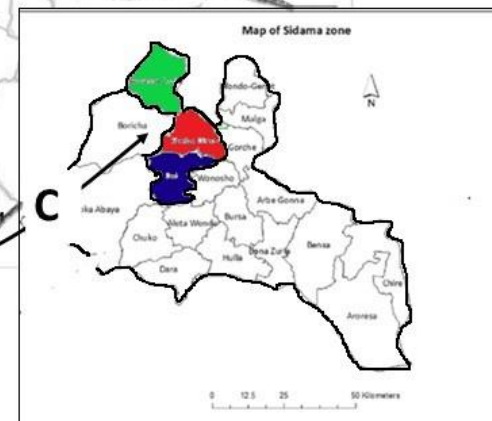 Map of Sidama zone
Malga
Boricha
Gorche
Wonosho
C
Abaya
Arbe Gonna
Bursa
Chuko
Bensa
Hulla
Dara
Chire
Aroresa
N
0 12.5 25 50 Kilometers